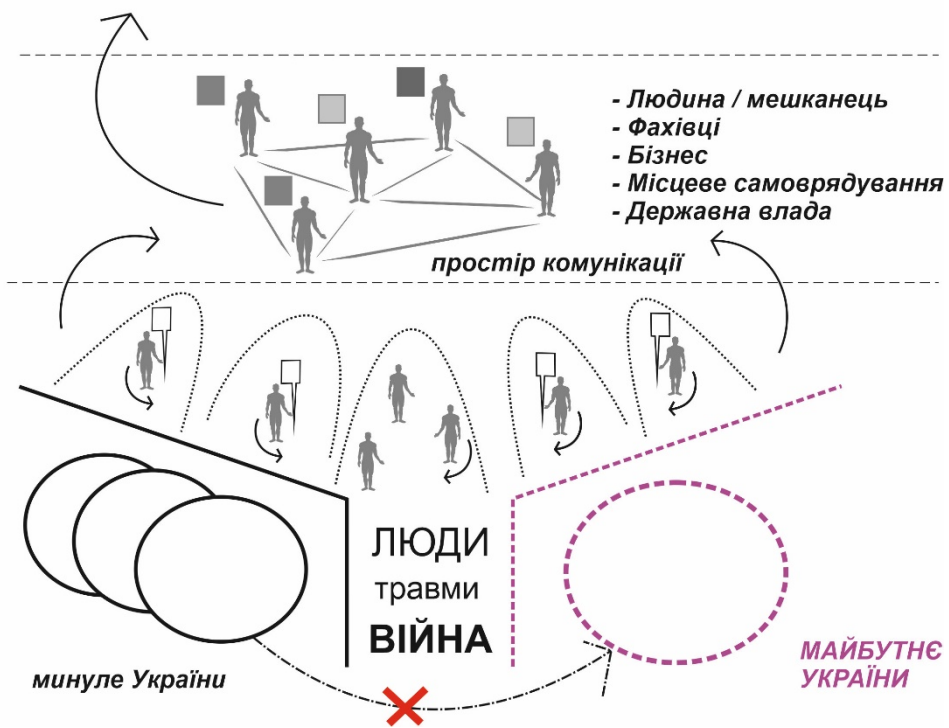 - Людина / мешканець
- Фахівці
- Бізнес
- Місцеве самоврядування
- Державна влада
простір комунікації
ЛЮДИ
травми
ВІЙНА
минуле України
МАЙБУТНЄ
УКРАЇНИ